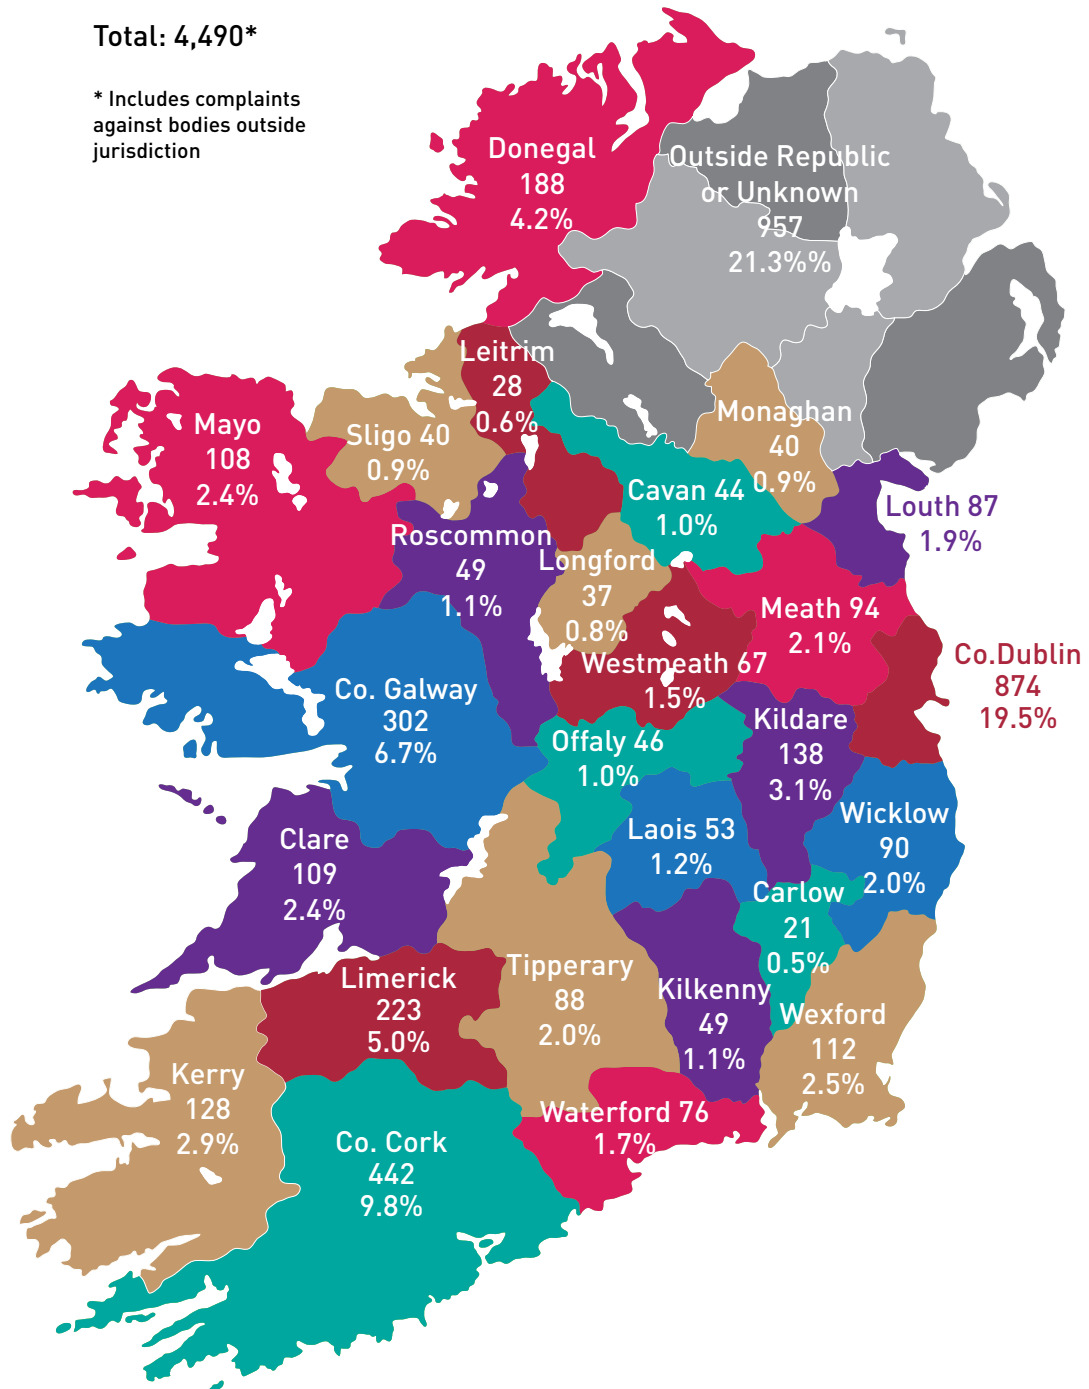 Total: 4,490*
* Includes complaints
against bodies outside
jurisdiction
Donegal
188
4.2%
Outside Republic
or Unknown
957
21.3%%
Leitrim
28
0.6%
Mayo
108
2.4%
Sligo 40
0.9%
Monaghan
40
0.9%
Cavan 44
1.0%
Louth 87
1.9%
Roscommon
49
1.1%
Longford
37
0.8%
Meath 94
2.1%
Westmeath 67
1.5%
Co.Dublin
874
19.5%
Co. Galway
302
6.7%
Offaly 46
1.0%
Kildare
138
3.1%
Clare
109
2.4%
Laois 53
1.2%
Wicklow
90
2.0%
Carlow
21
0.5%
Limerick
223
5.0%
Tipperary
88
2.0%
Kilkenny
49
1.1%
Wexford
112
2.5%
Kerry
128
2.9%
Co. Cork
442
9.8%
Waterford 76
1.7%